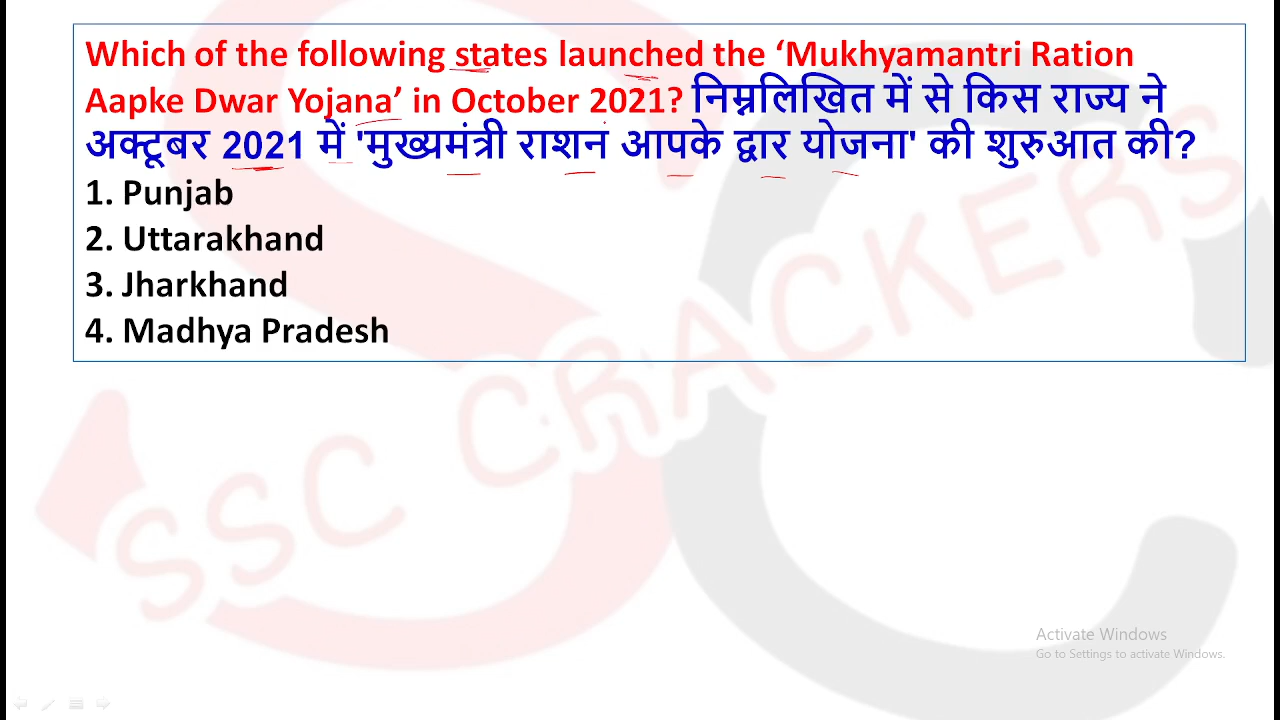 Which of the following states launched the ‘Mukhyamantri Ration
Aapke Dwar Yojana’ in October 2021? निम्नलिखित में से किस राज्य ने
अक्टूबर 2021 में 'मुख्यमंत्री राशन आपके द्वार योजना' की शुरुआत की?
1. Punjab
2. Uttarakhand
3. Jharkhand
4. Madhya Pradesh
SSC CRACKERS
Activate Windows
Go to Settings to activate Windows.